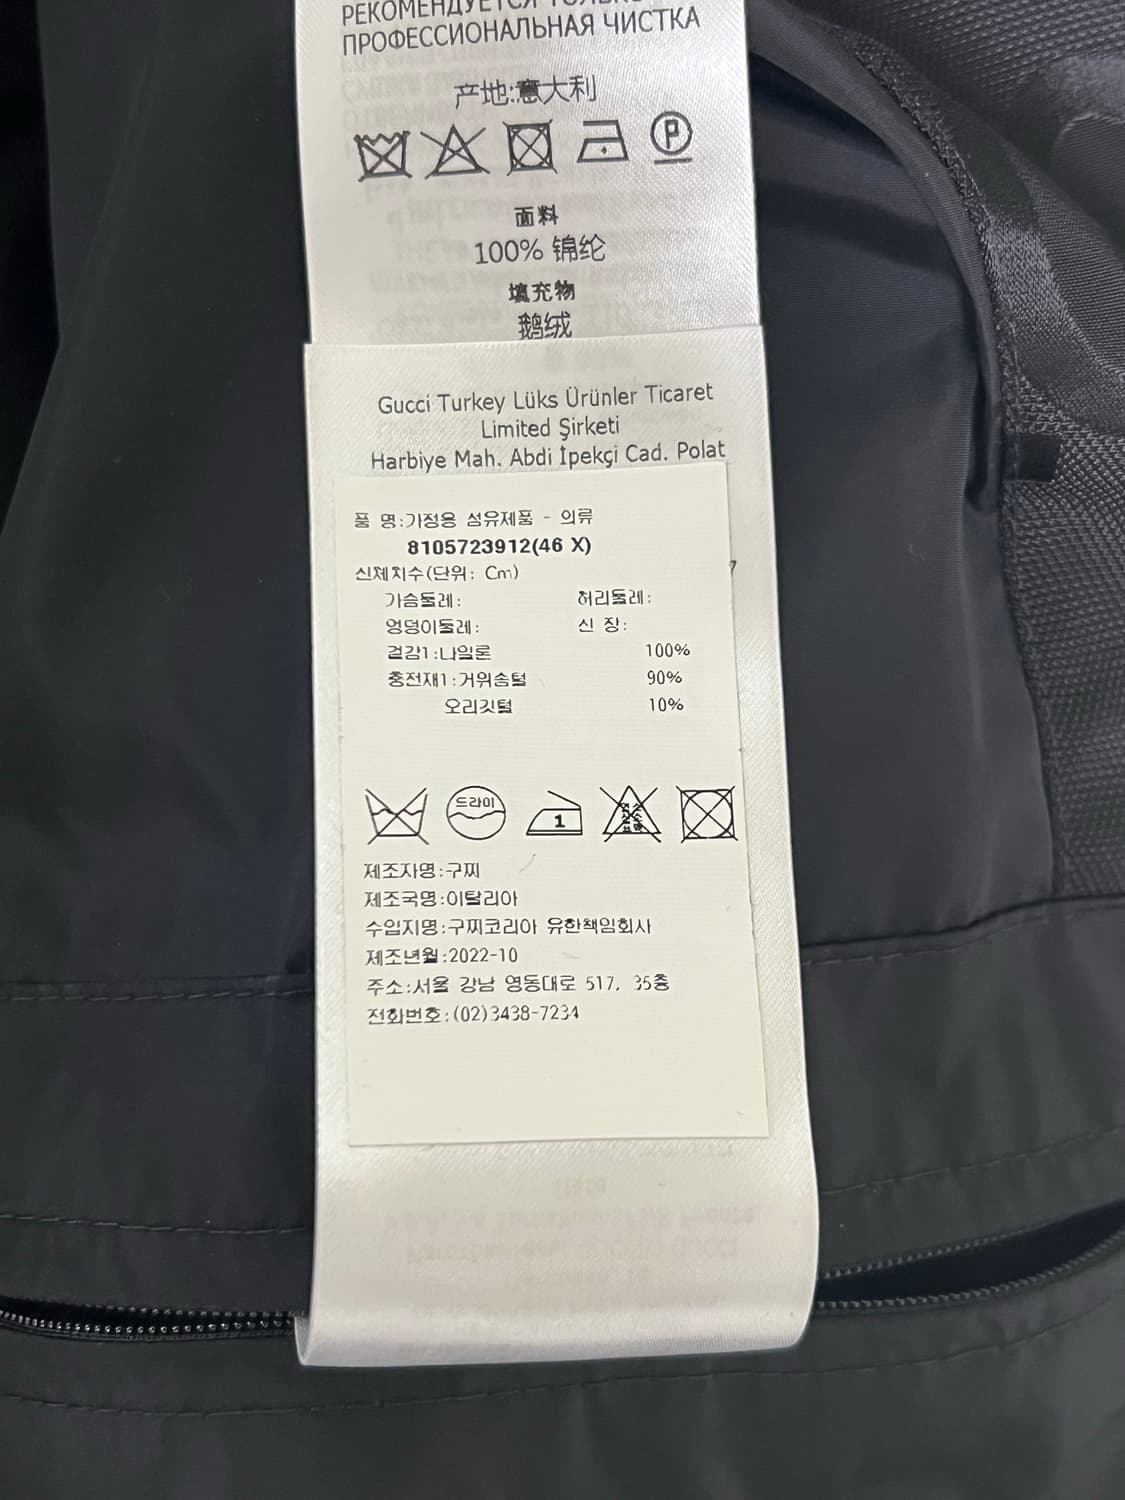 РЕКОМЕНДУЕТСЯ ТОЛЬКО
ПРОФЕССИОНАЛЬНАЯ ЧИСТКА
产地:意大利
P
面料
100% 锦纶
填充物
鹅绒
Gucci Turkey Lüks Ürünler Ticaret
Limited Şirketi
Harbiye Mah. Abdi İpekçi Cad. Polat
품 명:가정용 섬유제품 - 의류
8105723912(46 X)
신체치수(단위: Cm)
가슴둘레: 허리둘레:
엉덩이둘레: 신 장:
겉감1:나일론 100%
충전재1:거위솜털 90%
오리깃털 10%
드라이 1
제조자명:구찌
제조국명:이탈리아
수입지명:구찌코리아 유한책임회사
제조년월:2022-10
주소:서울 강남 영동대로 517, 35층
전화번호:(02)3438-7234